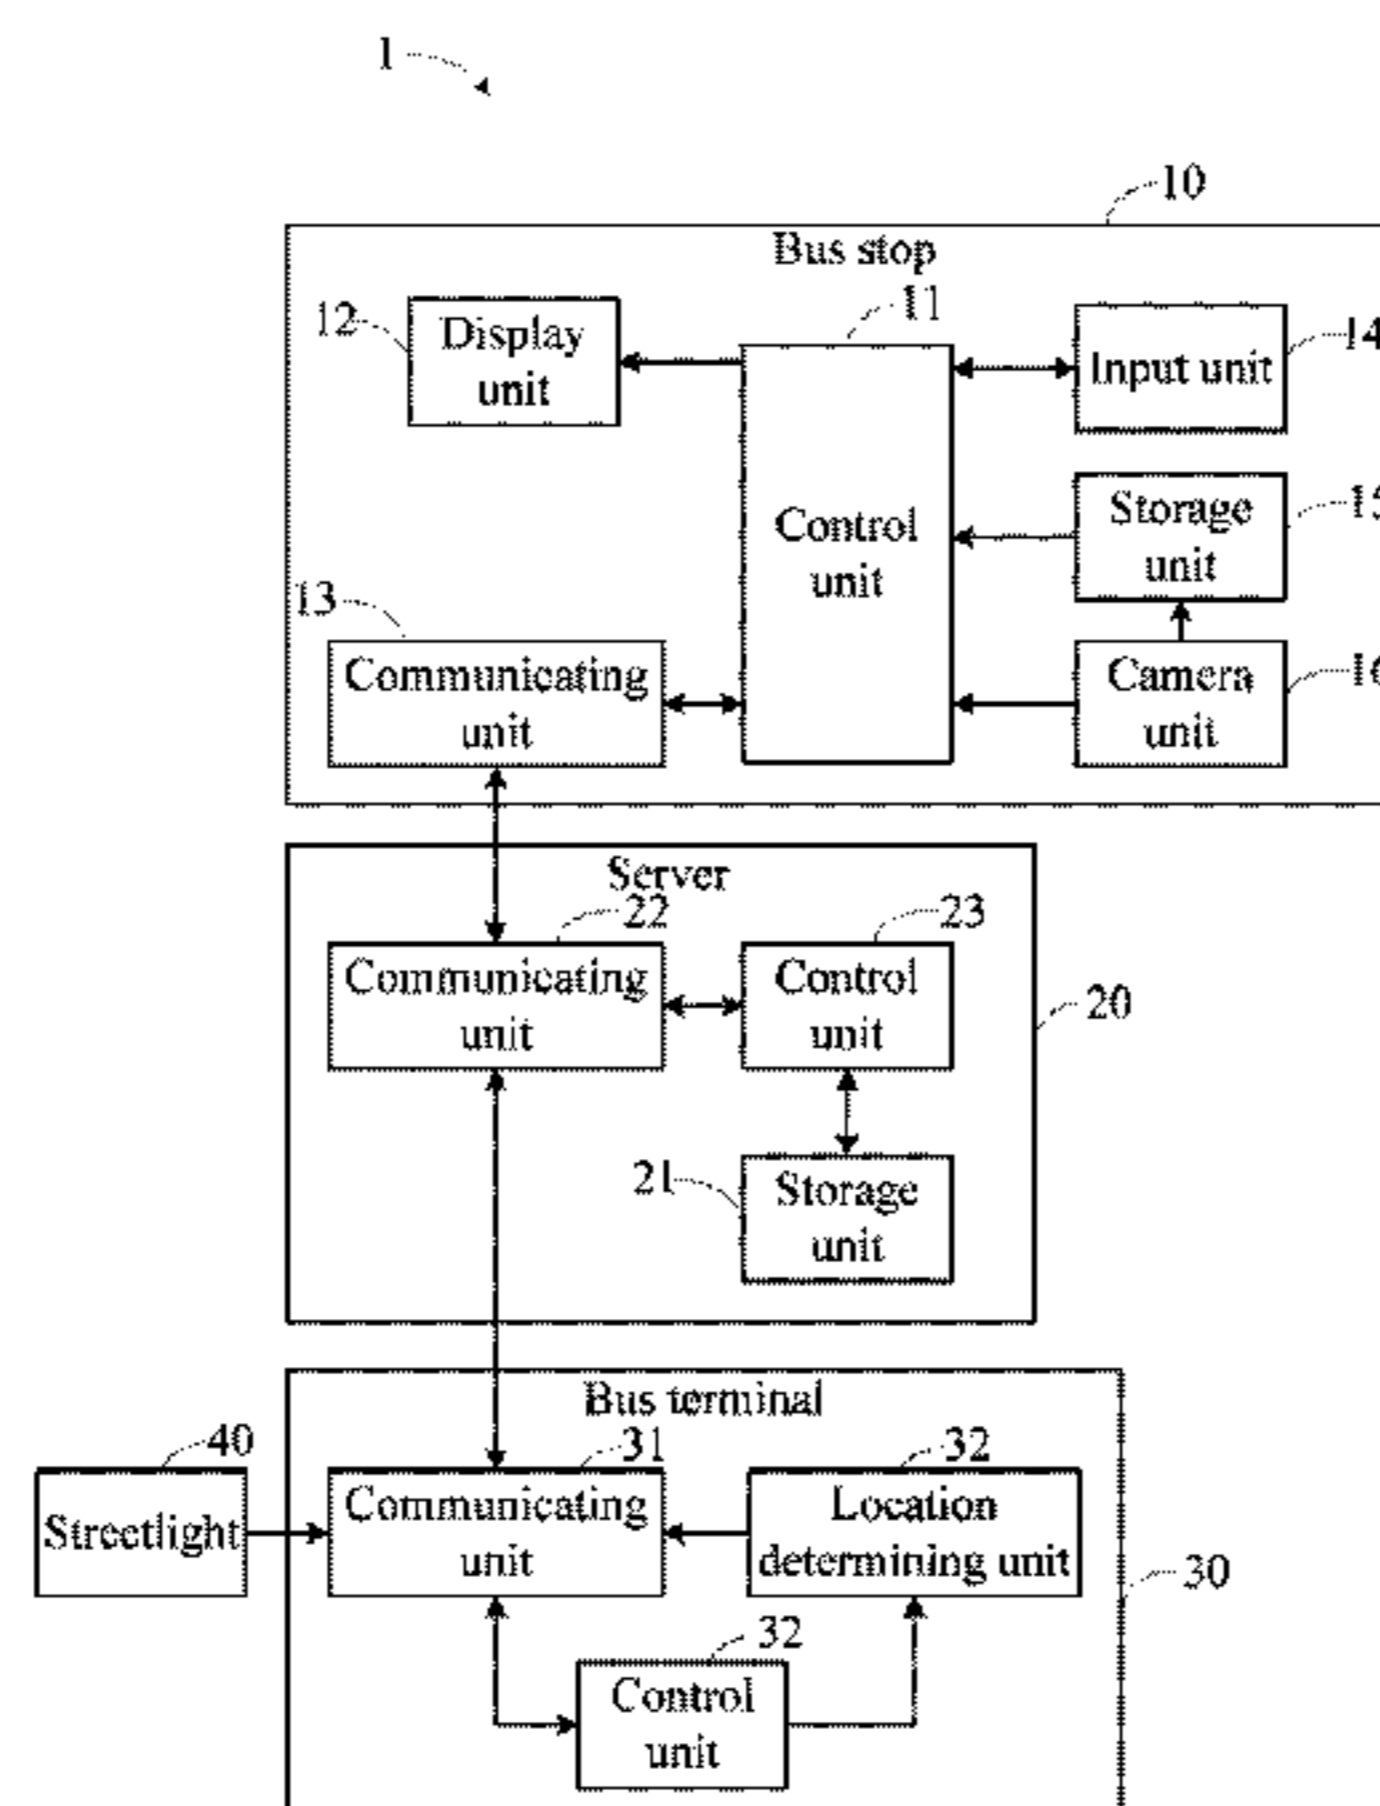 1
10
Bus stop
11
12
Display
unit
14
Input unit
Control
unit
15
Storage
unit
13
Communicating
unit
Camera
unit
Server
22
23
Communicating
unit
Control
unit
20
21
Storage
unit
Bus terminal
40
31
32
Streetlight
Communicating
unit
Location
determining unit
30
32
Control
unit